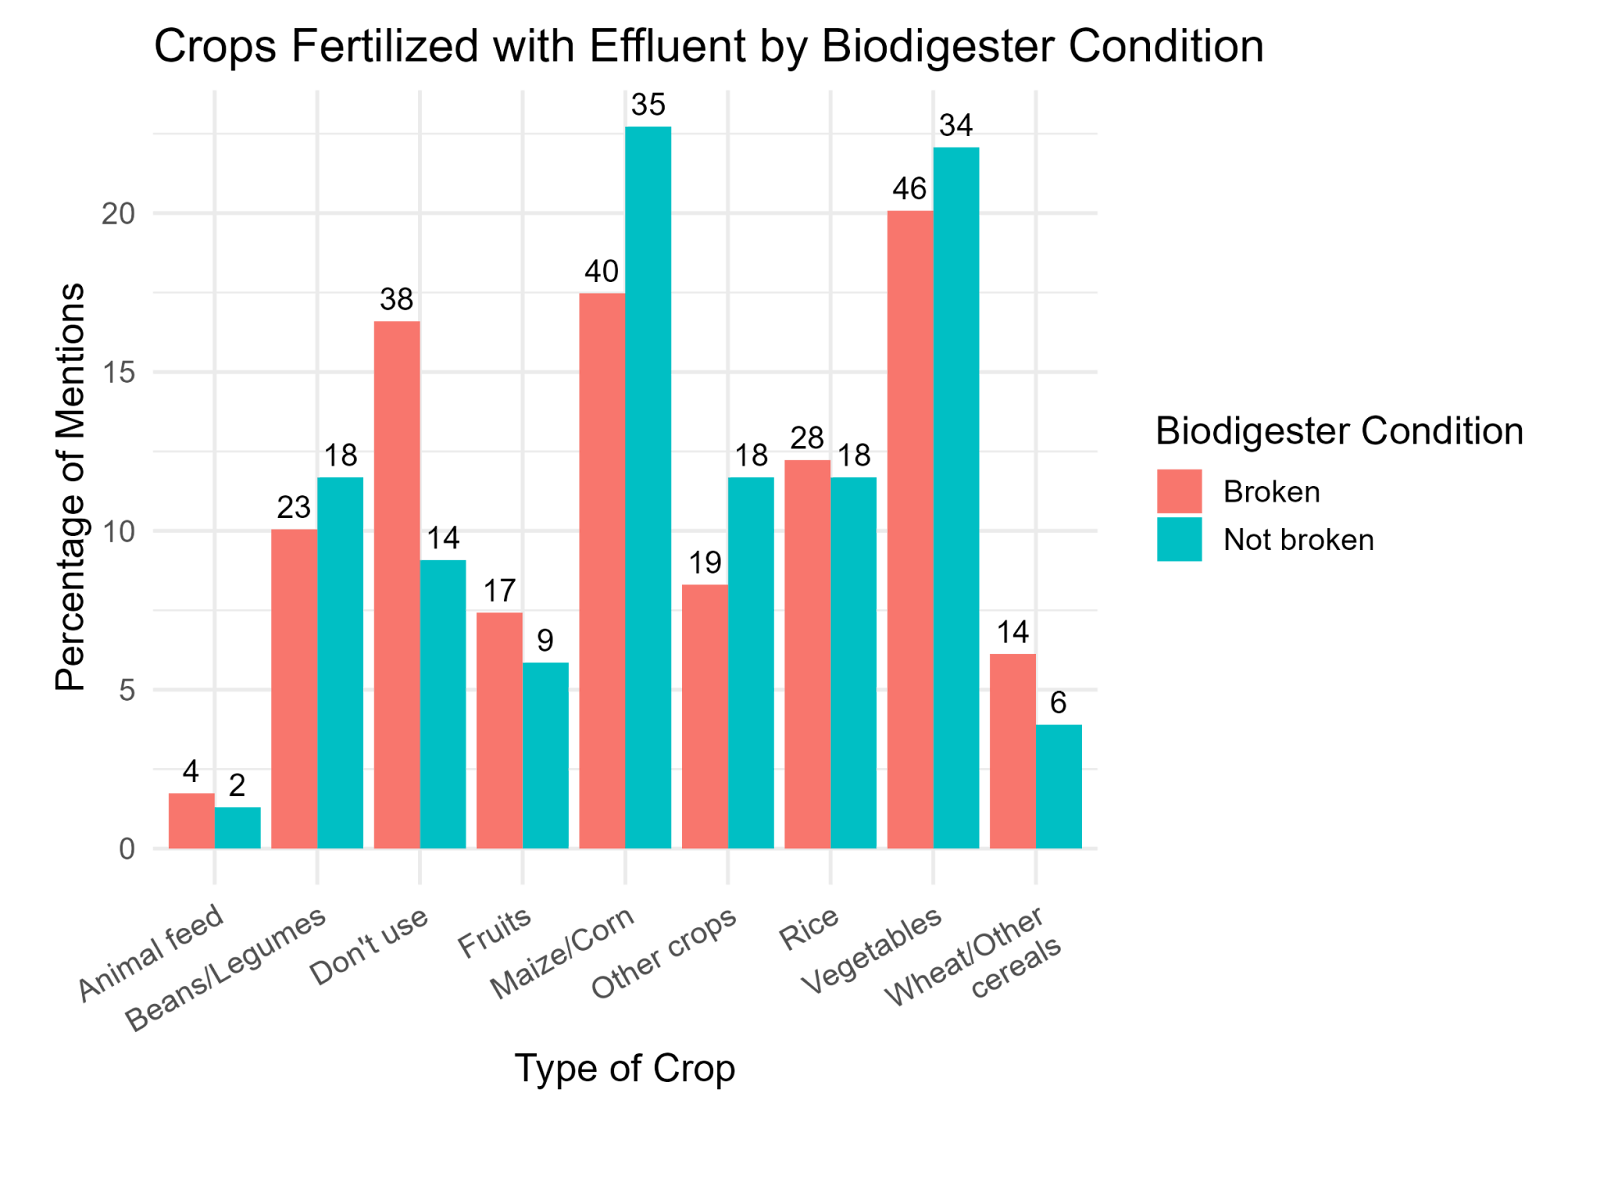 Crops Fertilized with Effluent by Biodigester Condition
Percentage of Mentions
20
15
10
5
0
4
2
23
18
38
14
17
9
40
35
19
18
28
18
46
34
14
6
Animal feed
Beans/Legumes
Don't use
Fruits
Maize/Corn
Other crops
Rice
Vegetables
Wheat/Other
cereals
Type of Crop
Biodigester Condition
Broken
Not broken